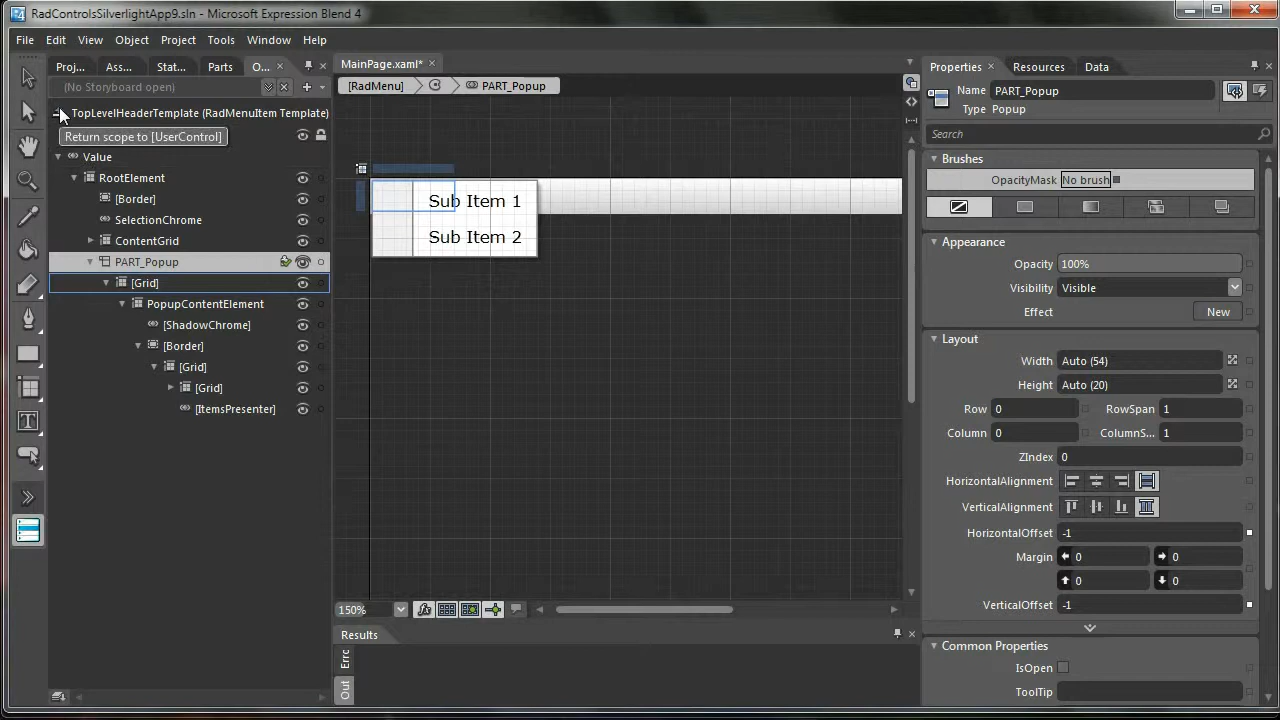 RadControlsSilverlightApp9.sln - Microsoft Expression Blend 4
File Edit View Object Project Tools Window Help
Proj... Ass... Stat... Parts O...
(No Storyboard open)
TopLevelHeaderTemplate (RadMenuItem Template)
Return scope to [UserControl]
Value
RootElement
[Border]
SelectionChrome
ContentGrid
PART_Popup
[Grid]
PopupContentElement
[ShadowChrome]
[Border]
[Grid]
[Grid]
[ItemsPresenter]
MainPage.xaml*
[RadMenu] PART_Popup
Sub Item 1
Sub Item 2
150%
Results
Errc
Out
Properties Resources Data
Name PART_Popup
Type Popup
Search
Brushes
OpacityMask No brush
Appearance
Opacity 100%
Visibility Visible
Effect New
Layout
Width Auto (54)
Height Auto (20)
Row 0 RowSpan 1
Column 0 ColumnS... 1
ZIndex 0
HorizontalAlignment
VerticalAlignment
HorizontalOffset -1
Margin 0 0
0 0
VerticalOffset -1
Common Properties
IsOpen
ToolTip